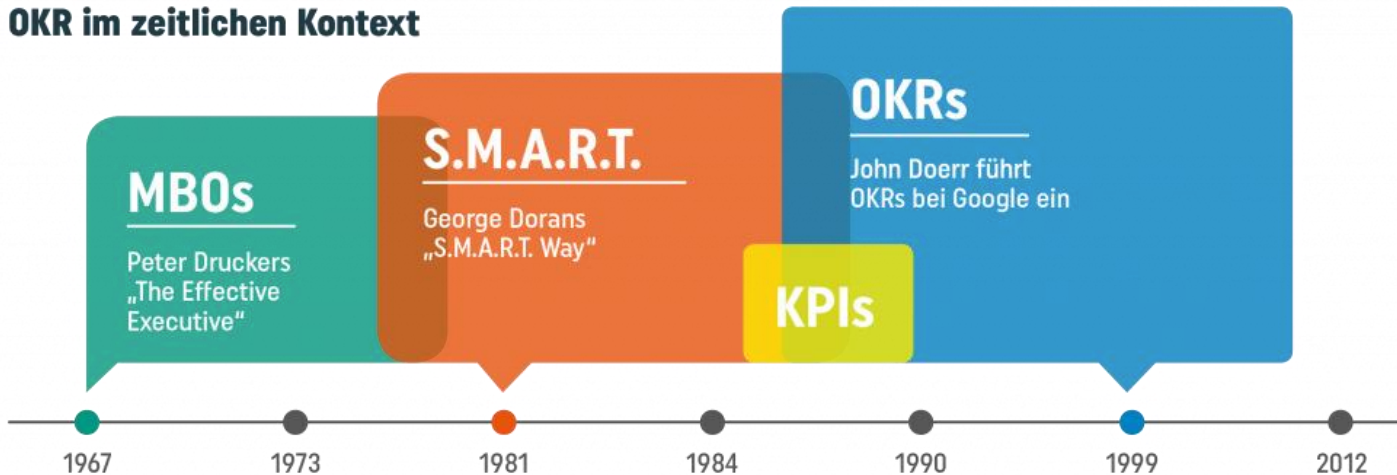 OKR im zeitlichen Kontext
MBOs
Peter Druckers
„The Effective
Executive“
S.M.A.R.T.
George Dorans
„S.M.A.R.T. Way“
KPIs
OKRs
John Doerr führt
OKRs bei Google ein
1967 1973 1981 1984 1990 1999 2012